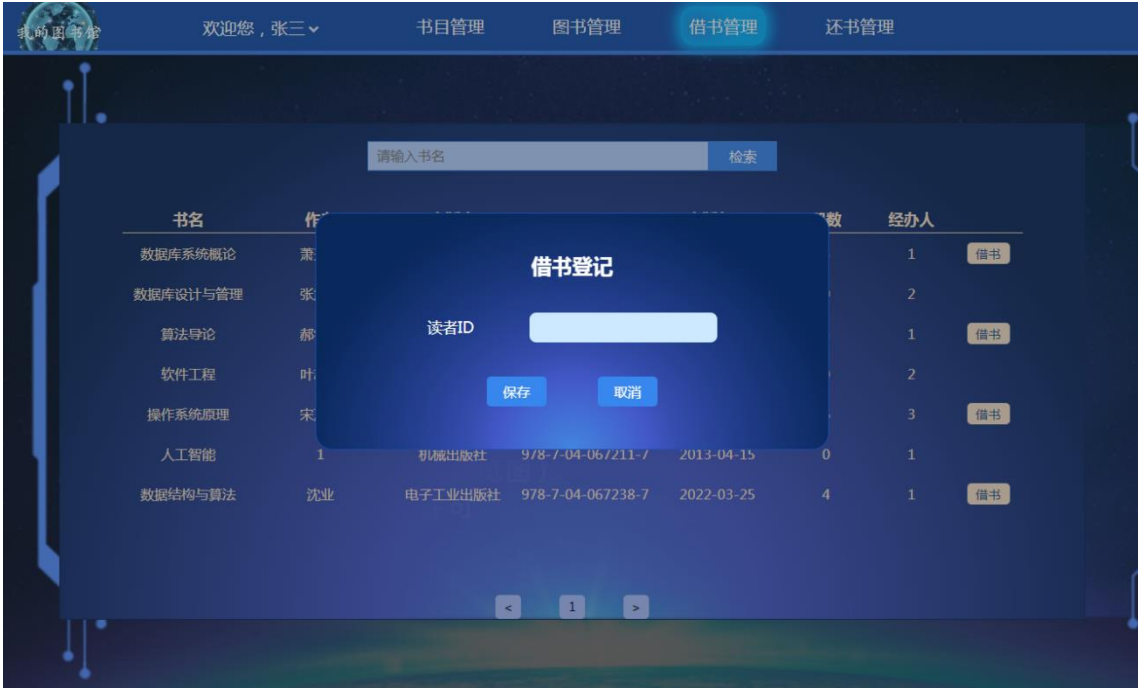 我的图书馆
欢迎您，张三
书目管理
图书管理
借书管理
还书管理
请输入书名
检索
书名
数
经办人
数据库系统概论
1
借书
数据库设计与管理
2
算法导论
1
借书
软件工程
2
操作系统原理
3
借书
借书登记
读者ID
保存
取消
人工智能 1 机械出版社 978-7-04-067211-7 2013-04-15 0 1
数据结构与算法 沈业 电子工业出版社 978-7-04-067238-7 2022-03-25 4 1 借书
< 1 >